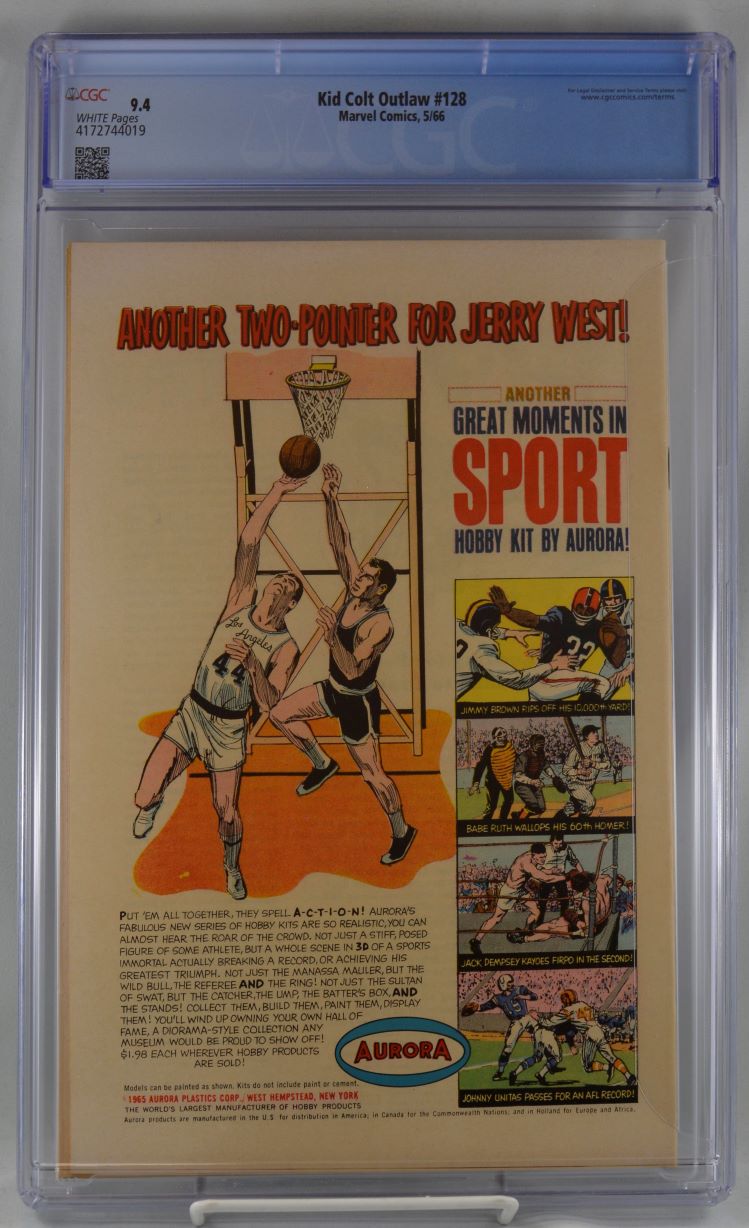 CGC 9.4
WHITE Pages
4172744019
Kid Colt Outlaw #128
Marvel Comics, 5/66
For Legal Disclaimer and Service Terms please visit
www.cgccomics.com/terms.
CGC
ANOTHER TWO-POINTER FOR JERRY WEST!
ANOTHER
GREAT MOMENTS IN
SPORT
HOBBY KIT BY AURORA!
Los Angeles
44
32
JIMMY BROWN RIPS OFF HIS 10,000th YARD!
BABE RUTH WALLOPS HIS 60th HOMER!
JACK DEMPSEY KAYOES FIRPO IN THE SECOND!
JOHNNY UNITAS PASSES FOR AN AFL RECORD!
PUT 'EM ALL TOGETHER, THEY SPELL A-C-T-I-O-N! AURORA'S
FABULOUS NEW SERIES OF HOBBY KITS ARE SO REALISTIC, YOU CAN
ALMOST HEAR THE ROAR OF THE CROWD. NOT JUST A STIFF, POSED
FIGURE OF SOME ATHLETE, BUT A WHOLE SCENE IN 3D OF A SPORTS
IMMORTAL ACTUALLY BREAKING A RECORD, OR ACHIEVING HIS
GREATEST TRIUMPH. NOT JUST THE MANASSA MAULER, BUT THE
WILD BULL, THE REFEREE AND THE RING! NOT JUST THE SULTAN
OF SWAT, BUT THE CATCHER, THE UMP, THE BATTER'S BOX, AND
THE STANDS! COLLECT THEM, BUILD THEM, PAINT THEM, DISPLAY
THEM! YOU'LL WIND UP OWNING YOUR OWN HALL OF
FAME, A DIORAMA-STYLE COLLECTION ANY
MUSEUM WOULD BE PROUD TO SHOW OFF!
$1.98 EACH WHEREVER HOBBY PRODUCTS
ARE SOLD!
AURORA
Models can be painted as shown. Kits do not include paint or cement.
1965 AURORA PLASTICS CORP., WEST HEMPSTEAD, NEW YORK
THE WORLD'S LARGEST MANUFACTURER OF HOBBY PRODUCTS
Aurora products are manufactured in the U.S. for distribution in America; in Canada for the Commonwealth Nations; and in Holland for Europe and Africa.